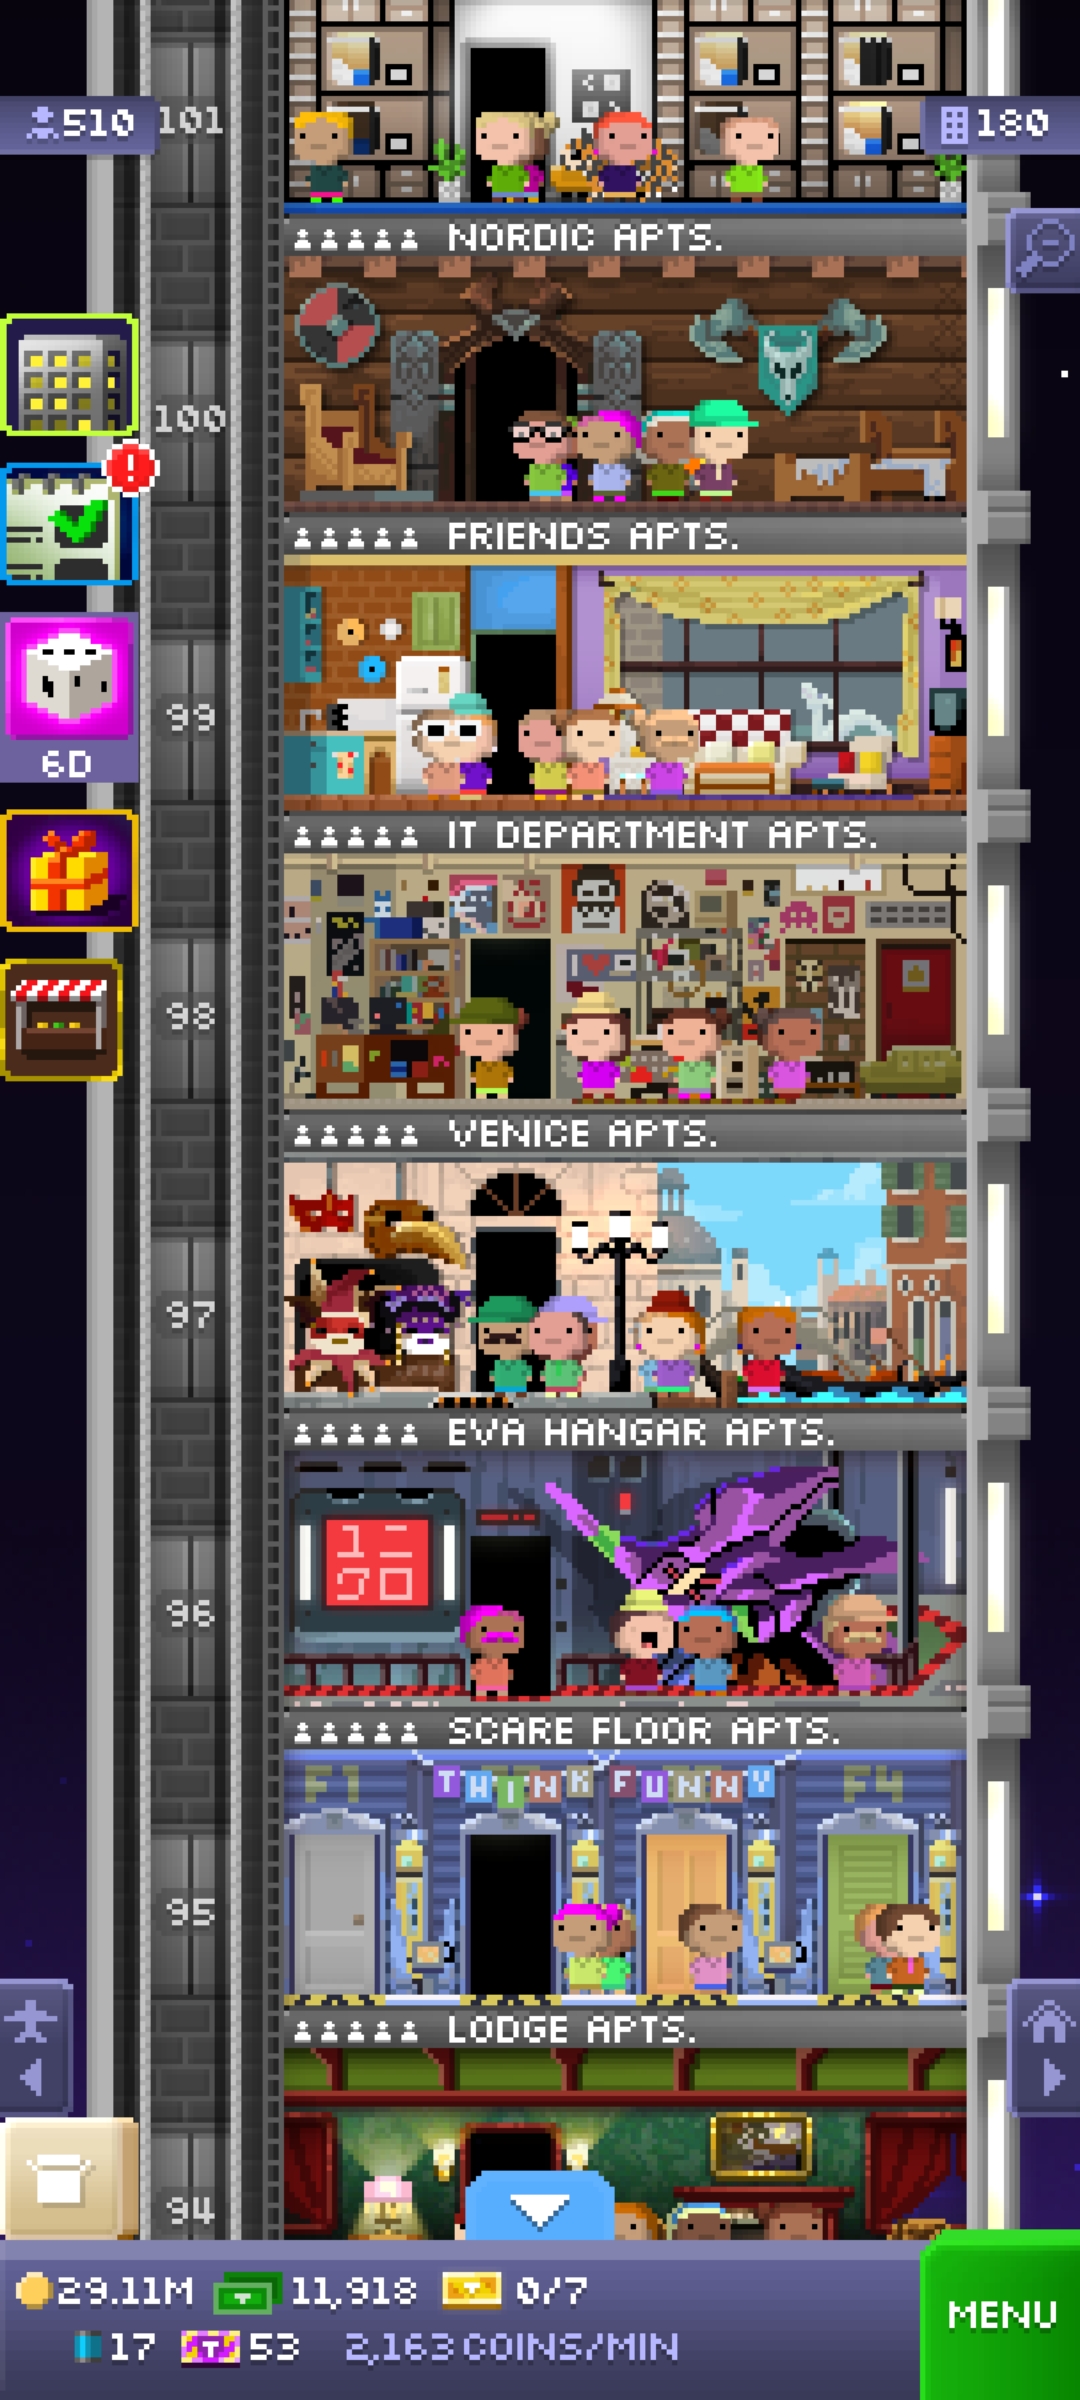 510
101
180
NORDIC APTS.
100
FRIENDS APTS.
99
6D
IT DEPARTMENT APTS.
98
VENICE APTS.
97
EVA HANGAR APTS.
96
SCARE FLOOR APTS.
F1 THINK FUNNY F4
95
LODGE APTS.
94
29.11M 11,918 0/7
MENU
17 T 53 2,163 COINS/MIN